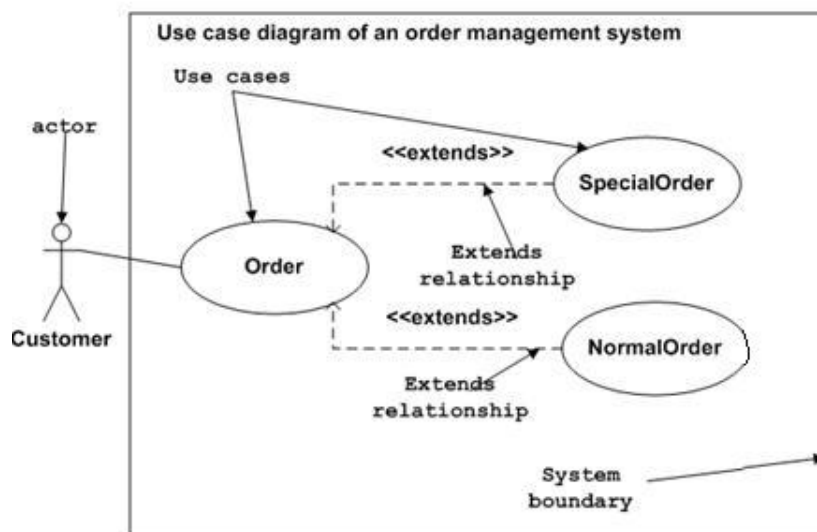 Use case diagram of an order management system
Use cases
actor
<<extends>>
SpecialOrder
Extends
relationship
Order
Customer
<<extends>>
NormalOrder
Extends
relationship
System
boundary